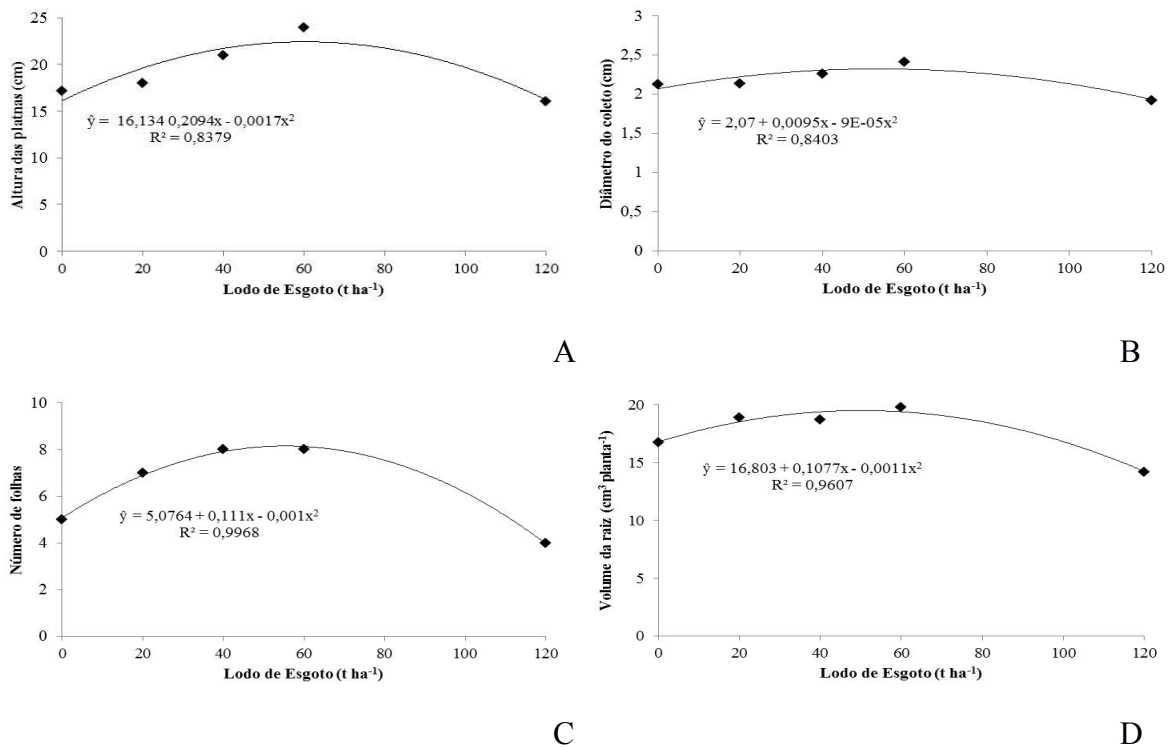 25
20
15
10
5
0
Altura das platnas (cm)
ŷ = 16,134 0,2094x - 0,0017x²
R² = 0,8379
0 20 40 60 80 100 120
Lodo de Esgoto (t ha⁻¹)
A
3
2,5
2
1,5
1
0,5
0
Diâmetro do coleto (cm)
ŷ = 2,07 + 0,0095x - 9E-05x²
R² = 0,8403
0 20 40 60 80 100 120
Lodo de Esgoto (t ha⁻¹)
B
10
8
6
4
2
0
Número de folhas
ŷ = 5,0764 + 0,111x - 0,001x²
R² = 0,9968
0 20 40 60 80 100 120
Lodo de Esgoto (t ha⁻¹)
C
20
15
10
5
0
Volume da raiz (cm³ planta⁻¹)
ŷ = 16,803 + 0,1077x - 0,0011x²
R² = 0,9607
0 20 40 60 80 100 120
Lodo de Esgoto (t ha⁻¹)
D